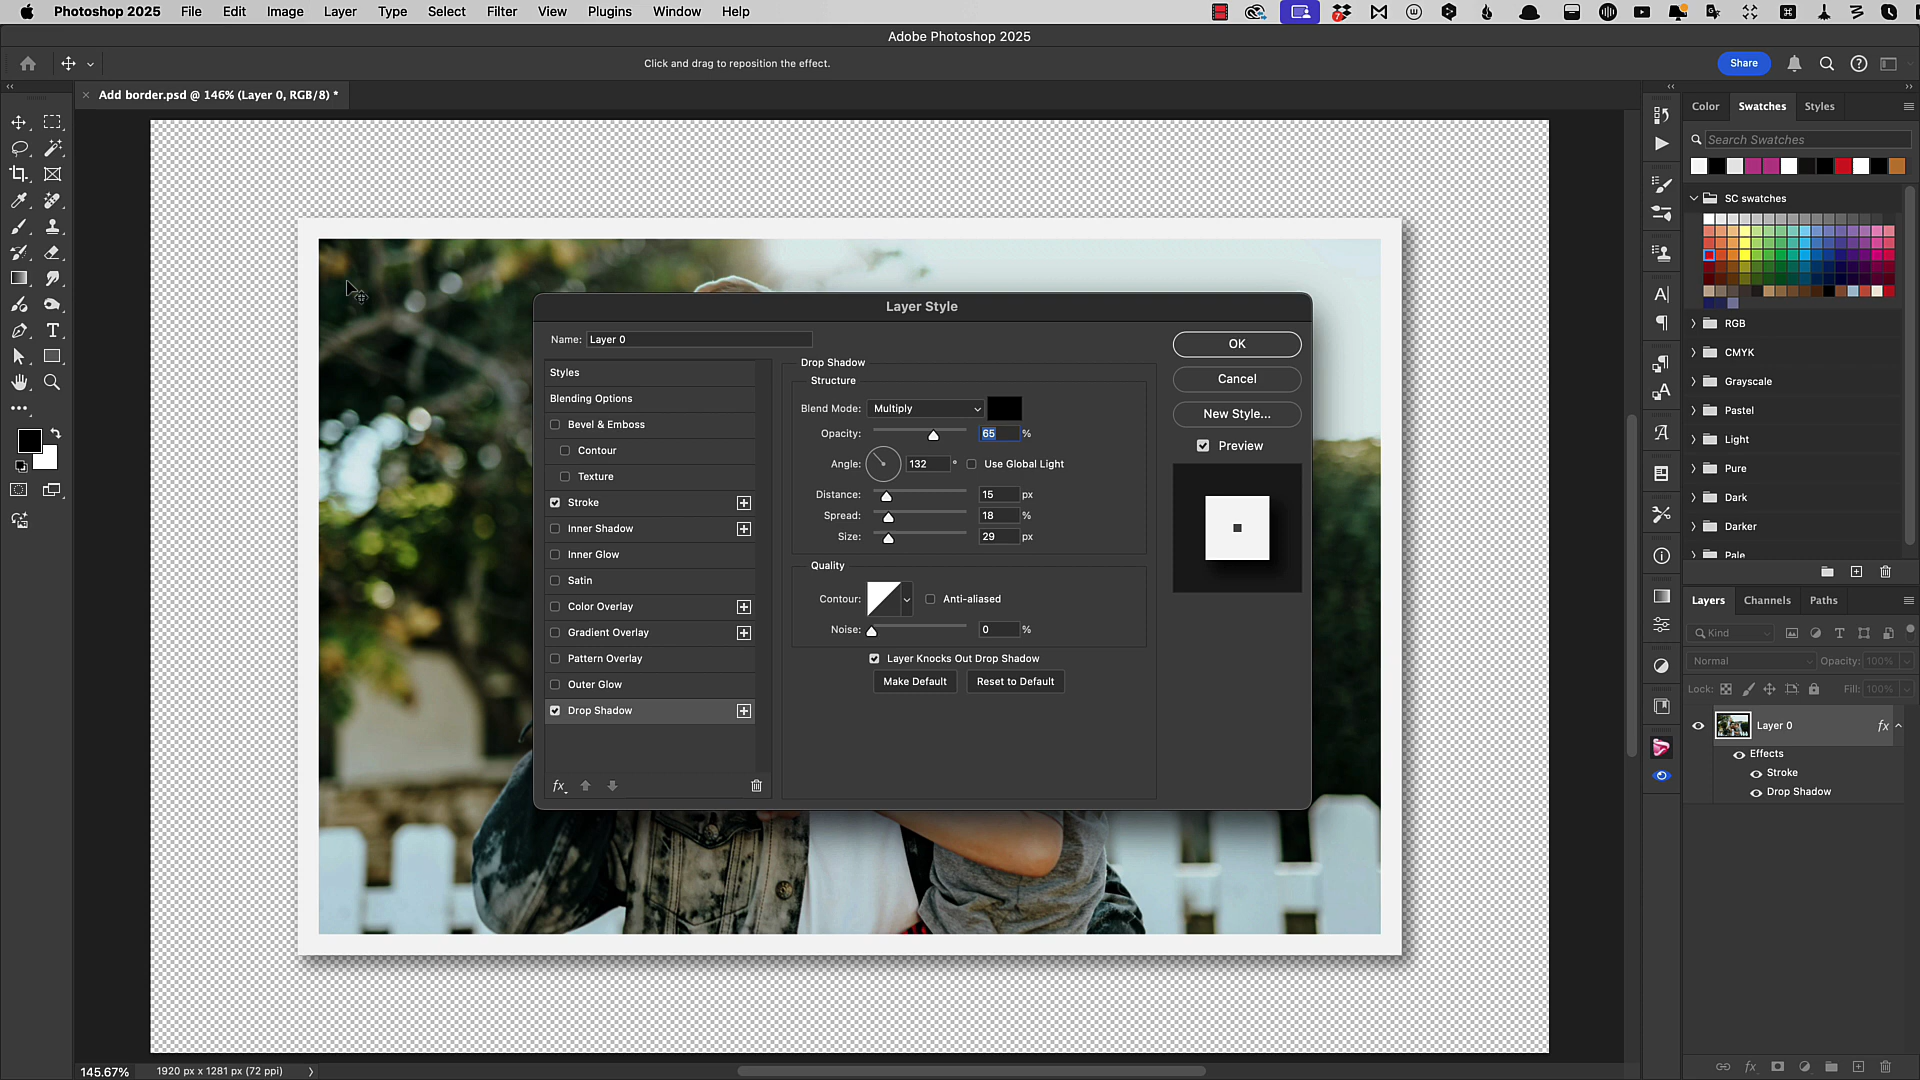 Photoshop 2025 File Edit Image Layer Type Select Filter View Plugins Window Help
Adobe Photoshop 2025
Click and drag to reposition the effect.
Share
Add border.psd @ 146% (Layer 0, RGB/8) *
Color Swatches Styles
Search Swatches
SC swatches
RGB
CMYK
Grayscale
Pastel
Light
Pure
Dark
Darker
Pale
Layer Style
Name: Layer 0
Styles
Blending Options
Bevel & Emboss
Contour
Texture
Stroke
Inner Shadow
Inner Glow
Satin
Color Overlay
Gradient Overlay
Pattern Overlay
Outer Glow
Drop Shadow
fx
Drop Shadow
Structure
Blend Mode: Multiply
Opacity: 65 %
Angle: 132 ° Use Global Light
Distance: 15 px
Spread: 18 %
Size: 29 px
Quality
Contour: Anti-aliased
Noise: 0 %
Layer Knocks Out Drop Shadow
Make Default Reset to Default
OK
Cancel
New Style...
Preview
Layers Channels Paths
Kind
Normal Opacity: 100%
Lock: Fill: 100%
Layer 0 fx
Effects
Stroke
Drop Shadow
145.67% 1920 px x 1281 px (72 ppi)
fx